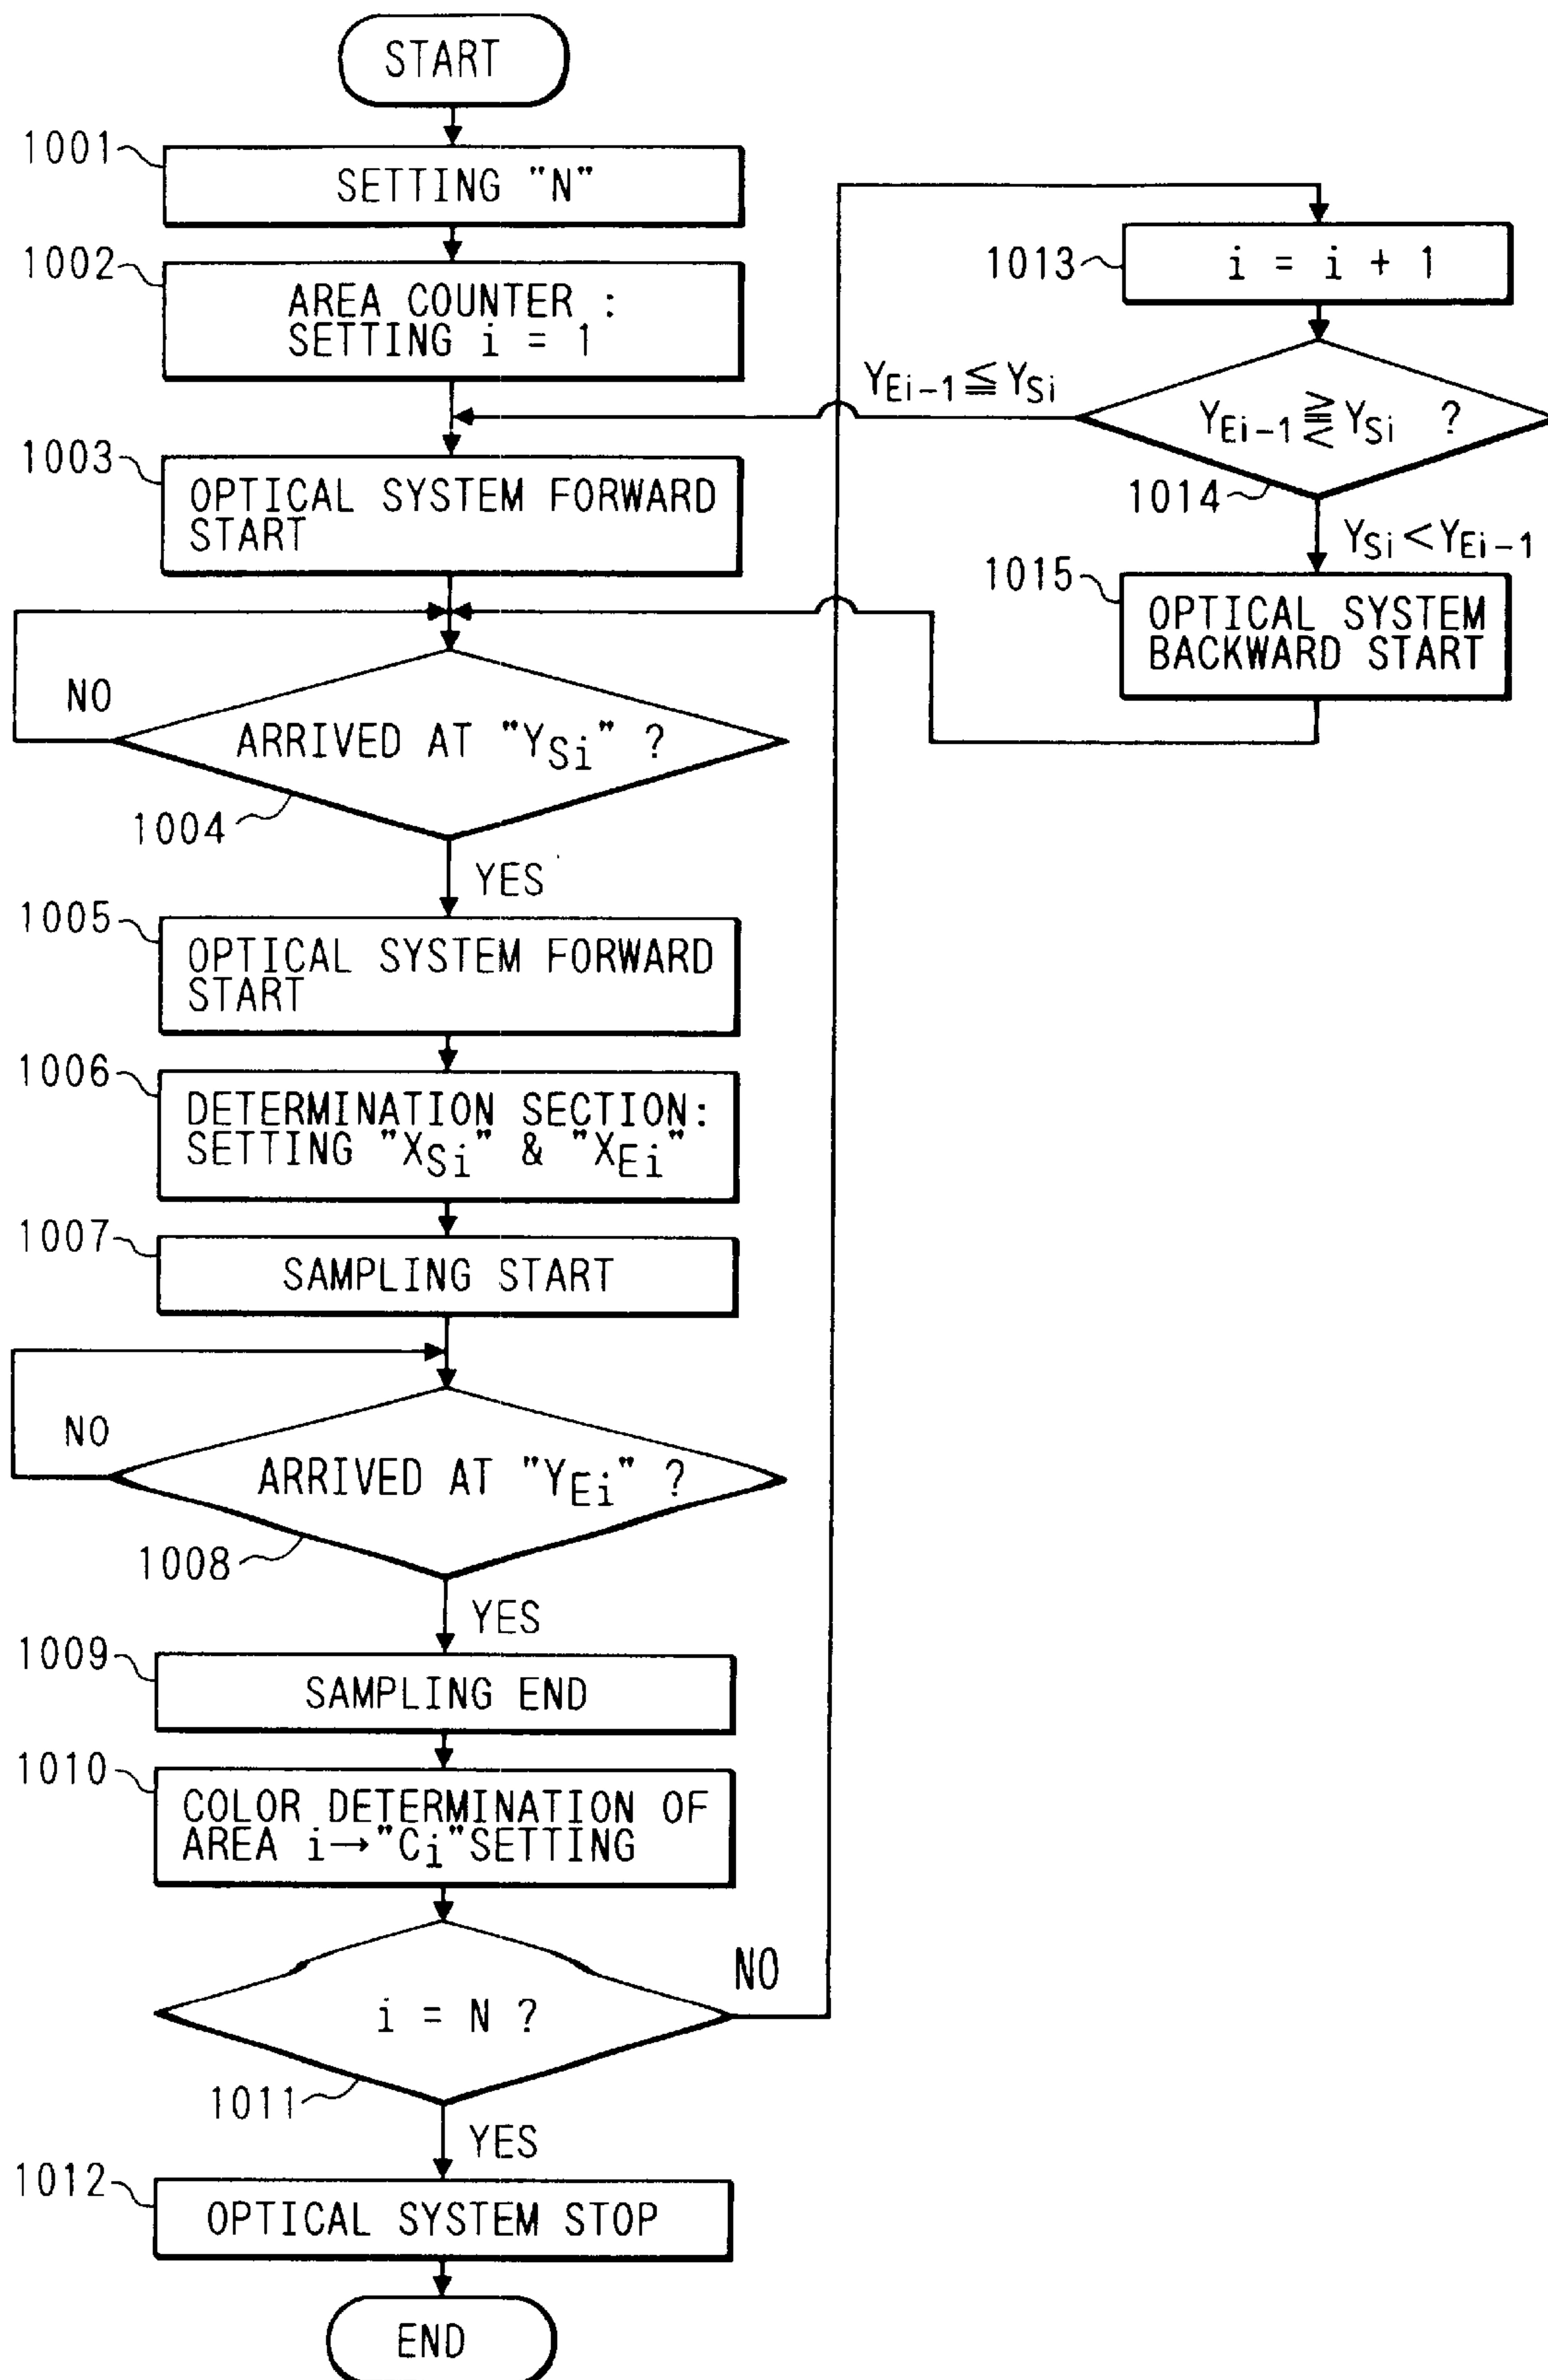 START
1001
SETTING "N"
1002
AREA COUNTER :
SETTING i = 1
1003
OPTICAL SYSTEM FORWARD
START
NO
ARRIVED AT "YSi" ?
1004
YES
1005
OPTICAL SYSTEM FORWARD
START
1006
DETERMINATION SECTION:
SETTING "XSi" & "XEi"
1007
SAMPLING START
NO
ARRIVED AT "YEi" ?
1008
YES
1009
SAMPLING END
1010
COLOR DETERMINATION OF
AREA i→"Ci"SETTING
i = N ?
NO
1011
YES
1012
OPTICAL SYSTEM STOP
END
1013
i = i + 1
YEi-1≦YSi
YEi-1⪌YSi ?
1014
YSi<YEi-1
1015
OPTICAL SYSTEM
BACKWARD START